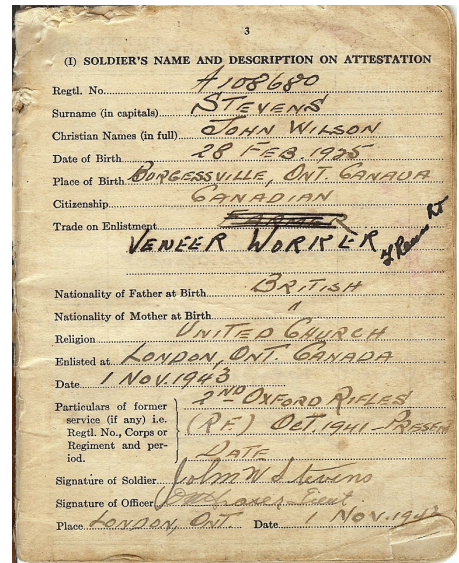 3
(I) SOLDIER'S NAME AND DESCRIPTION ON ATTESTATION
Regtl. No. A108680
Surname (in capitals) STEVENS
Christian Names (in full) JOHN WILSON
Date of Birth 28 FEB. 1925
Place of Birth BURGESSVILLE, ONT. CANADA
Citizenship CANADIAN
Trade on Enlistment FARMER
VENEER WORKER
Nationality of Father at Birth BRITISH
Nationality of Mother at Birth "
Religion UNITED CHURCH
Enlisted at LONDON, ONT. CANADA
Date 1 NOV. 1943
Particulars of former service (if any) i.e. Regtl. No., Corps or Regiment and period.
2ND OXFORD RIFLES
(RF) OCT. 1941 - PRESENT
DATE
Signature of Soldier John W Stevens
Signature of Officer Lieut.
Place LONDON, ONT. Date 1 NOV. 1943